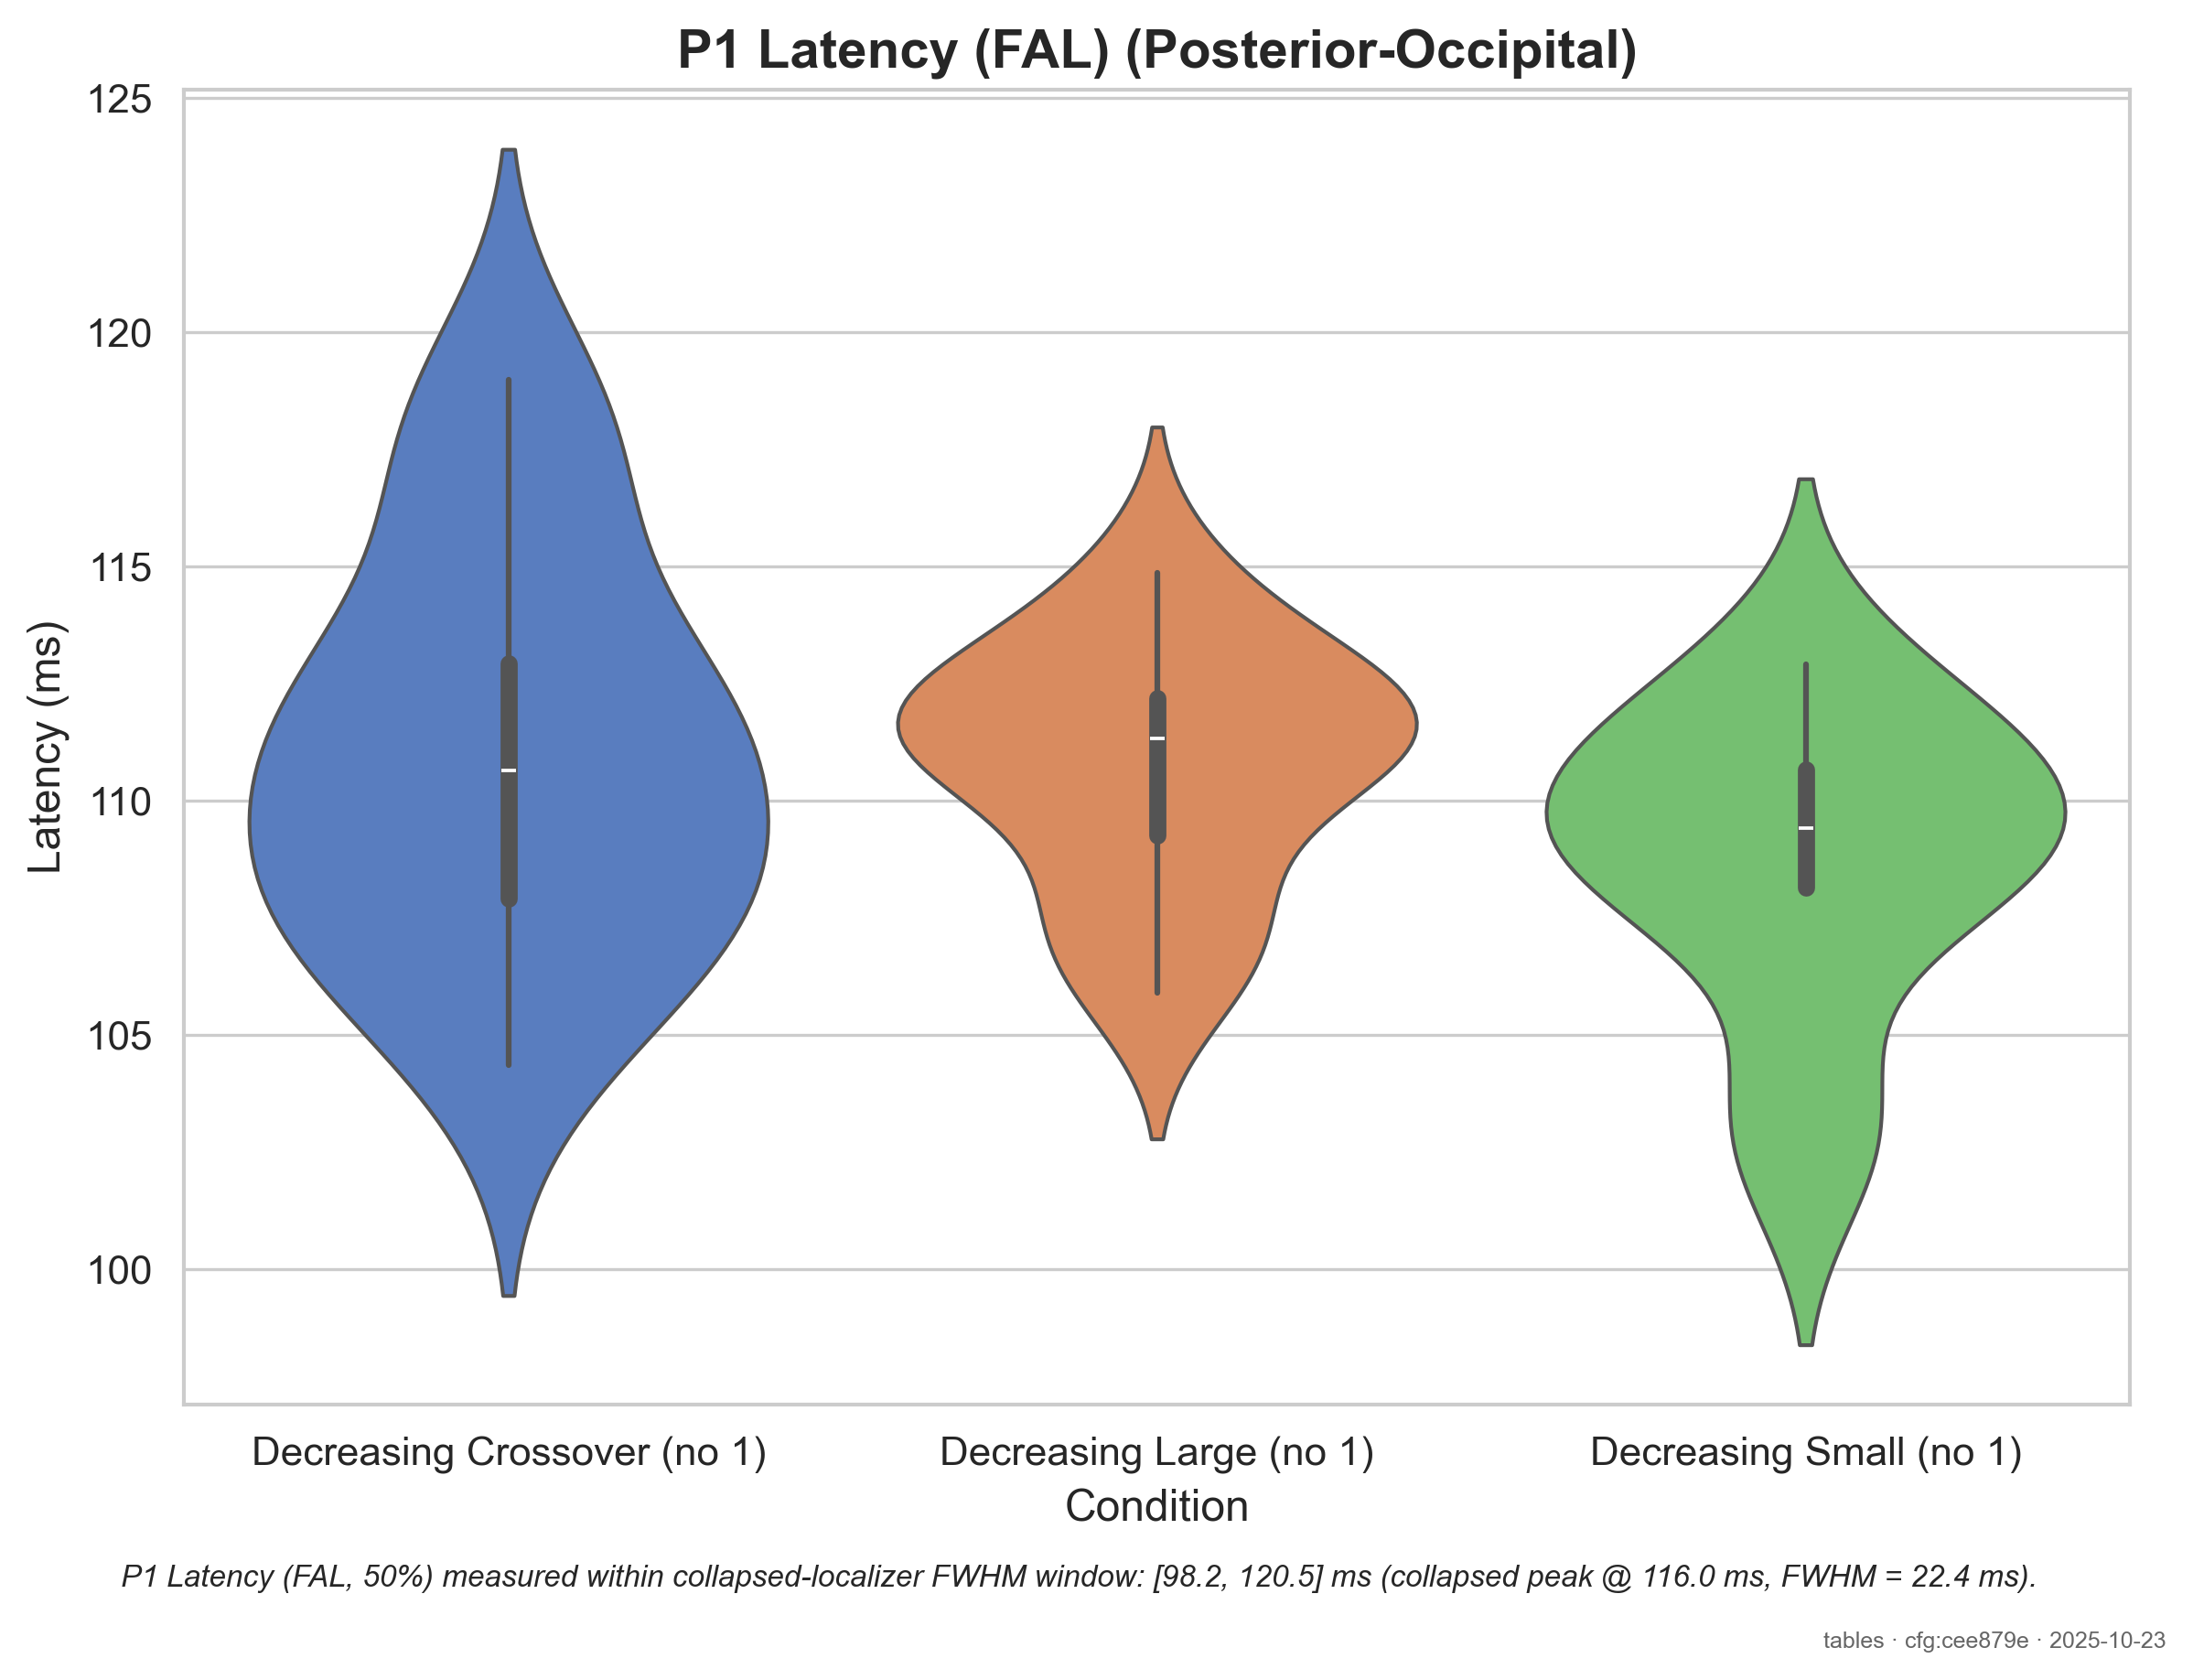 P1 Latency (FAL) (Posterior-Occipital)
125
120
115
110
105
100
Latency (ms)
Decreasing Crossover (no 1)
Decreasing Large (no 1)
Decreasing Small (no 1)
Condition
P1 Latency (FAL, 50%) measured within collapsed-localizer FWHM window: [98.2, 120.5] ms (collapsed peak @ 116.0 ms, FWHM = 22.4 ms).
tables · cfg:cee879e · 2025-10-23